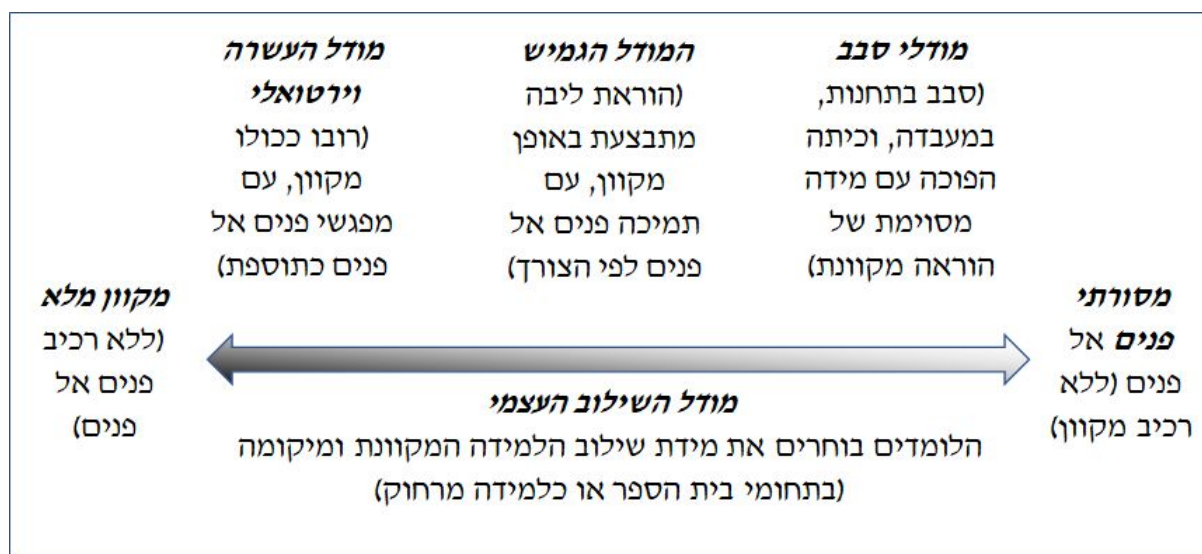 מודלי סבב
(סבב בתחנות,
במעבדה, וכיתה
הפוכה עם מידה
מסוימת של
הוראה מקוונת)
המודל הגמיש
(הוראת ליבה
מתבצעת באופן
מקוון, עם
תמיכה פנים אל
פנים לפי הצורך)
מודל העשרה
וירטואלי
(רובו ככולו
מקוון, עם
מפגשי פנים אל
פנים כתוספת)
מסורתי
פנים אל
פנים (ללא
רכיב מקוון)
מקוון מלא
(ללא רכיב
פנים אל
פנים)
מודל השילוב העצמי
הלומדים בוחרים את מידת שילוב הלמידה המקוונת ומיקומה
(בתחומי בית הספר או כלמידה מרחוק)